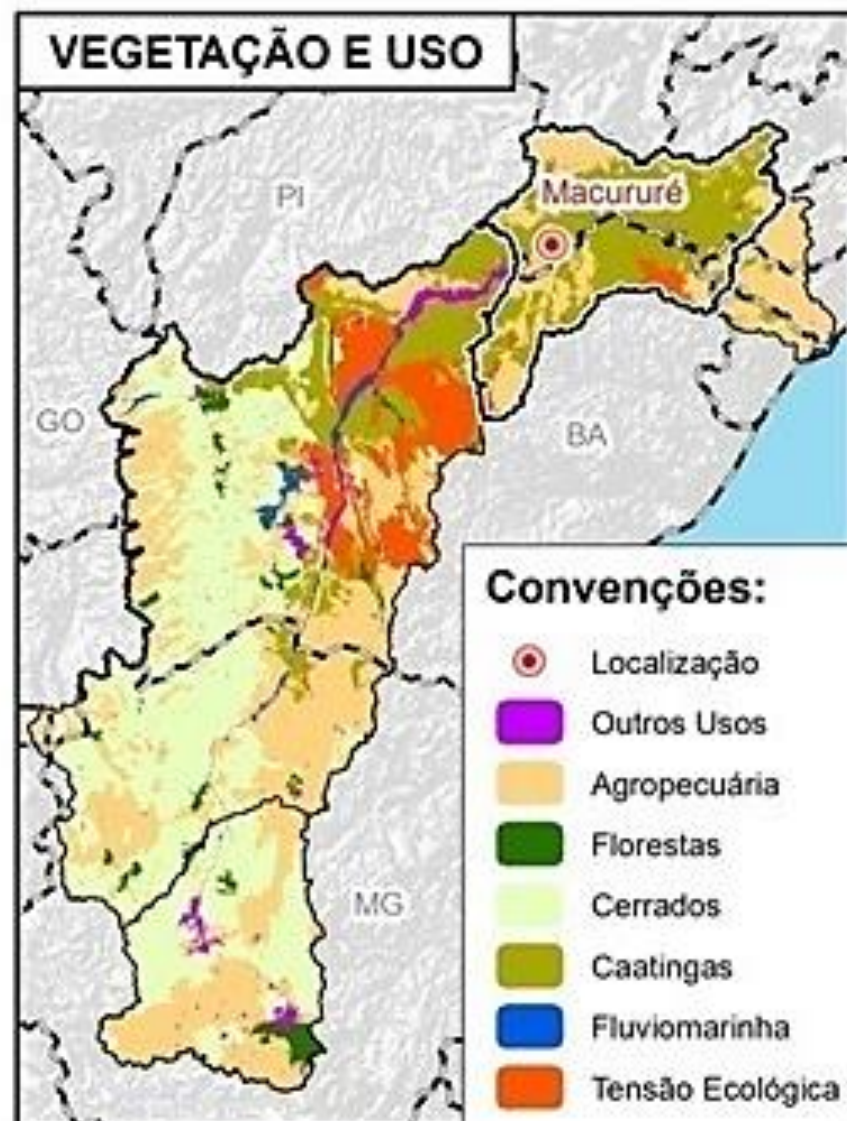 VEGETAÇÃO E USO
PI
Macururé
GO
BA
MG
Convenções:
Localização
Outros Usos
Agropecuária
Florestas
Cerrados
Caatingas
Fluviomarinha
Tensão Ecológica